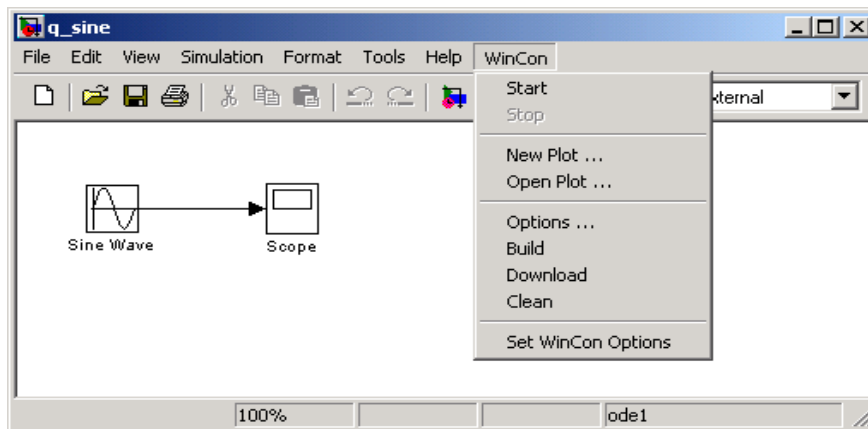 q_sine
File Edit View Simulation Format Tools Help WinCon
Start
xternal
Stop
New Plot ...
Open Plot ...
Options ...
Build
Download
Clean
Set WinCon Options
Sine Wave
Scope
100%
ode1